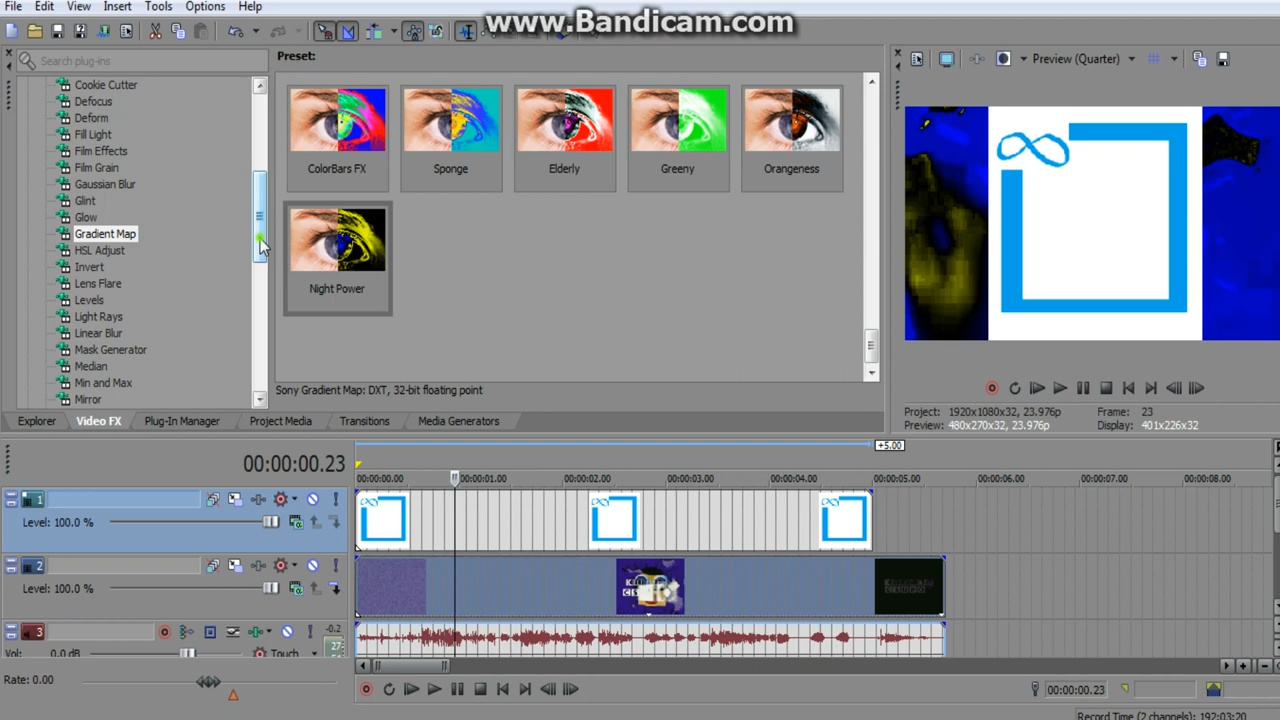 File Edit View Insert Tools Options Help
www.Bandicam.com
Search plug-ins
Preset:
Preview (Quarter)
Cookie Cutter
Defocus
Deform
Fill Light
Film Effects
Film Grain
Gaussian Blur
Glint
Glow
Gradient Map
HSL Adjust
Invert
Lens Flare
Levels
Light Rays
Linear Blur
Mask Generator
Median
Min and Max
Mirror
ColorBars FX
Sponge
Elderly
Greeny
Orangeness
Night Power
Sony Gradient Map: DXT, 32-bit floating point
Explorer Video FX Plug-In Manager Project Media Transitions Media Generators
Project: 1920x1080x32, 23.976p Frame: 23
Preview: 480x270x32, 23.976p Display: 401x226x32
+5.00
00:00:00.23
00:00:00.00 00:00:01.00 00:00:02.00 00:00:03.00 00:00:04.00 00:00:05.00 00:00:06.00 00:00:07.00 00:00:08.00
1
Level: 100.0 %
2
Level: 100.0 %
3
-0.2
Vol: 0.0 dB Touch 27
Rate: 0.00
00:00:00.23
Record Time (2 channels): 192:03:20